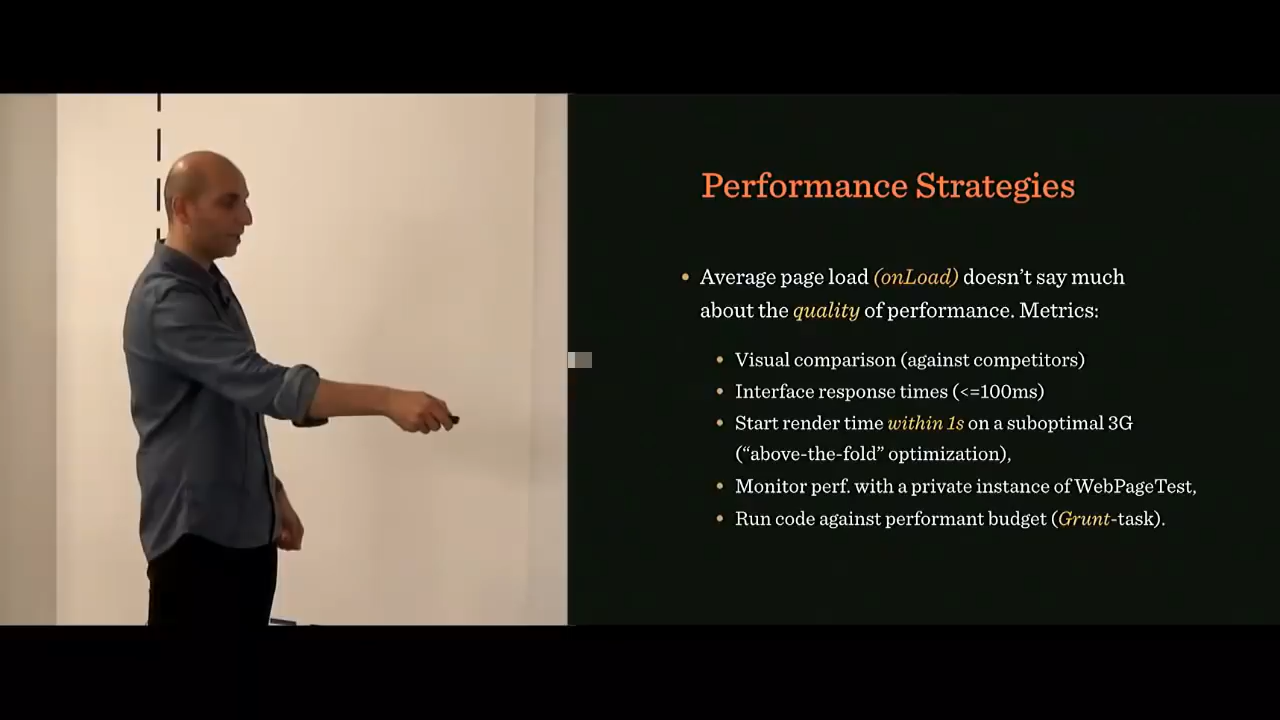 Performance Strategies
• Average page load (onLoad) doesn’t say much
about the quality of performance. Metrics:
• Visual comparison (against competitors)
• Interface response times (<=100ms)
• Start render time within 1s on a suboptimal 3G
(“above-the-fold” optimization),
• Monitor perf. with a private instance of WebPageTest,
• Run code against performant budget (Grunt-task).